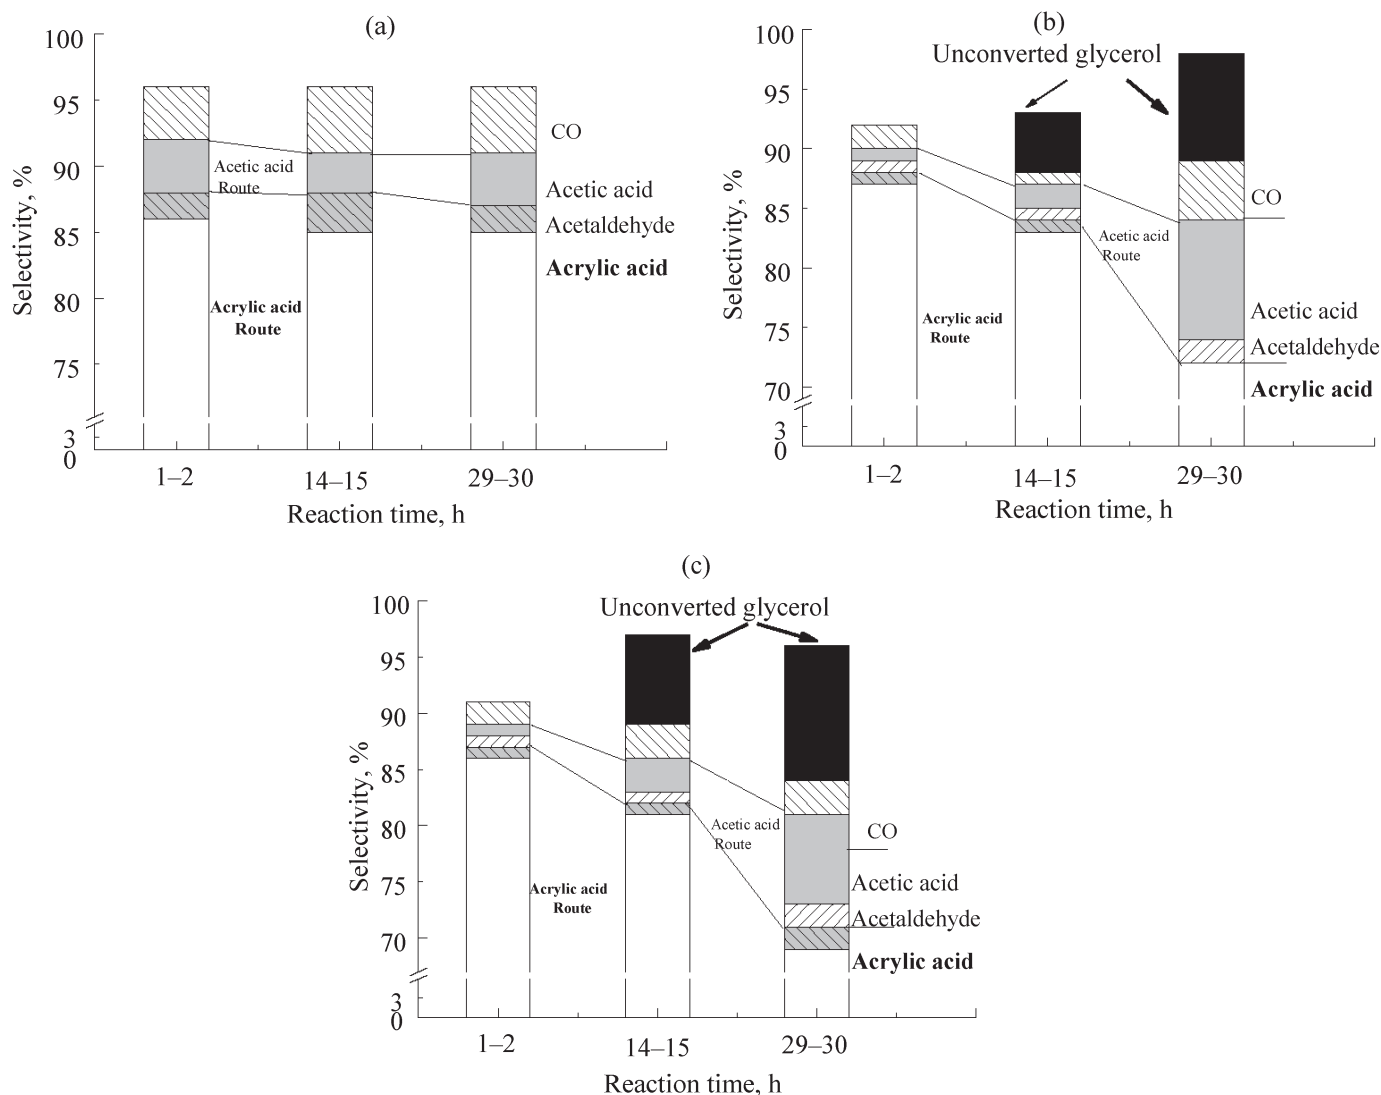 (a)
100
95
90
85
80
75
3
0
Selectivity, %
CO
Acetic acid
Route
Acetic acid
Acetaldehyde
Acrylic acid
Acrylic acid
Route
1–2
14–15
29–30
Reaction time, h
(b)
Unconverted glycerol
100
95
90
85
80
75
70
3
0
Selectivity, %
CO
Acetic acid
Route
Acetic acid
Acetaldehyde
Acrylic acid
Acrylic acid
Route
1–2
14–15
29–30
Reaction time, h
(c)
Unconverted glycerol
100
95
90
85
80
75
70
3
0
Selectivity, %
CO
Acetic acid
Route
Acetic acid
Acetaldehyde
Acrylic acid
Acrylic acid
Route
1–2
14–15
29–30
Reaction time, h